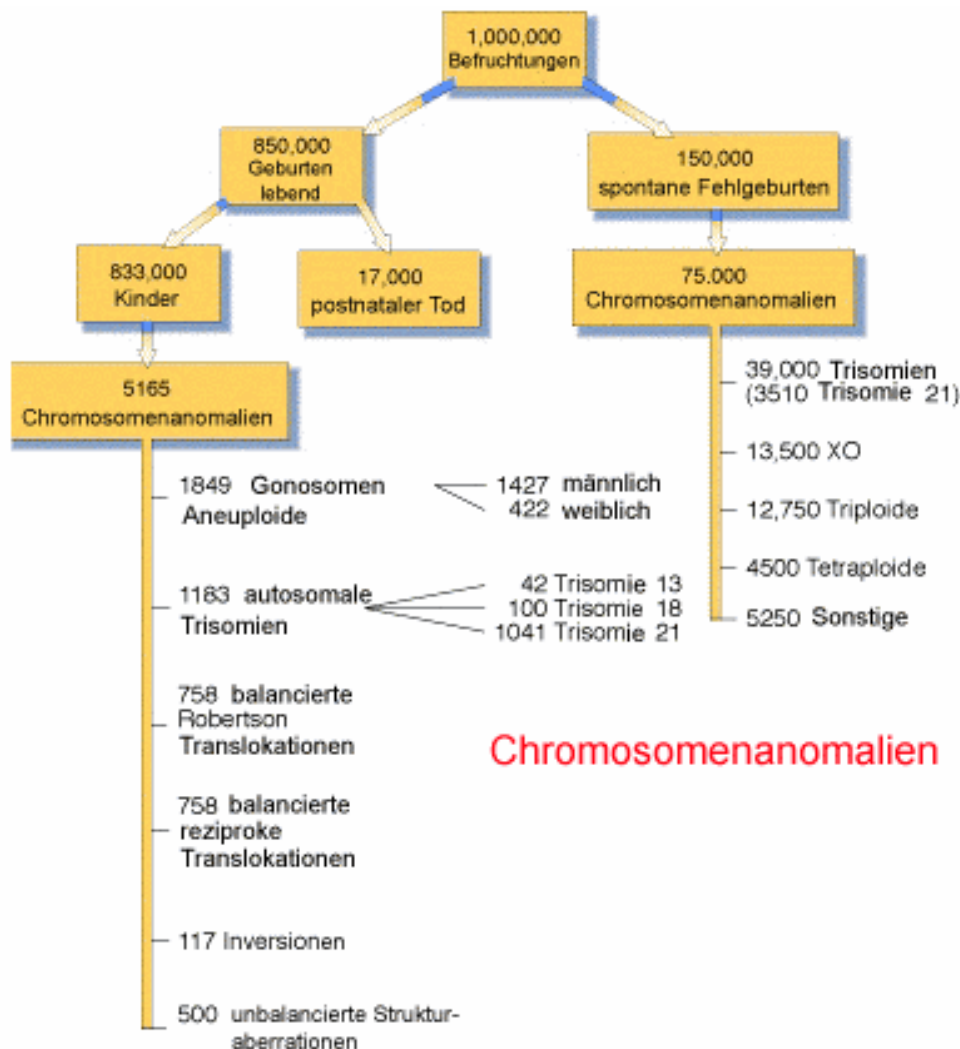 1,000,000
Befruchtungen
850,000
Geburten
lebend
150,000
spontane Fehlgeburten
833,000
Kinder
17,000
postnataler Tod
75.000
Chromosomenanomalien
5165
Chromosomenanomalien
39,000 Trisomien
(3510 Trisomie 21)
13,500 XO
12,750 Triploide
4500 Tetraploide
5250 Sonstige
1849 Gonosomen
Aneuploide
1427 männlich
422 weiblich
1183 autosomale
Trisomien
42 Trisomie 13
100 Trisomie 18
1041 Trisomie 21
758 balancierte
Robertson
Translokationen
Chromosomenanomalien
758 balancierte
reziproke
Translokationen
117 Inversionen
500 unbalancierte Struktur-
aberrationen